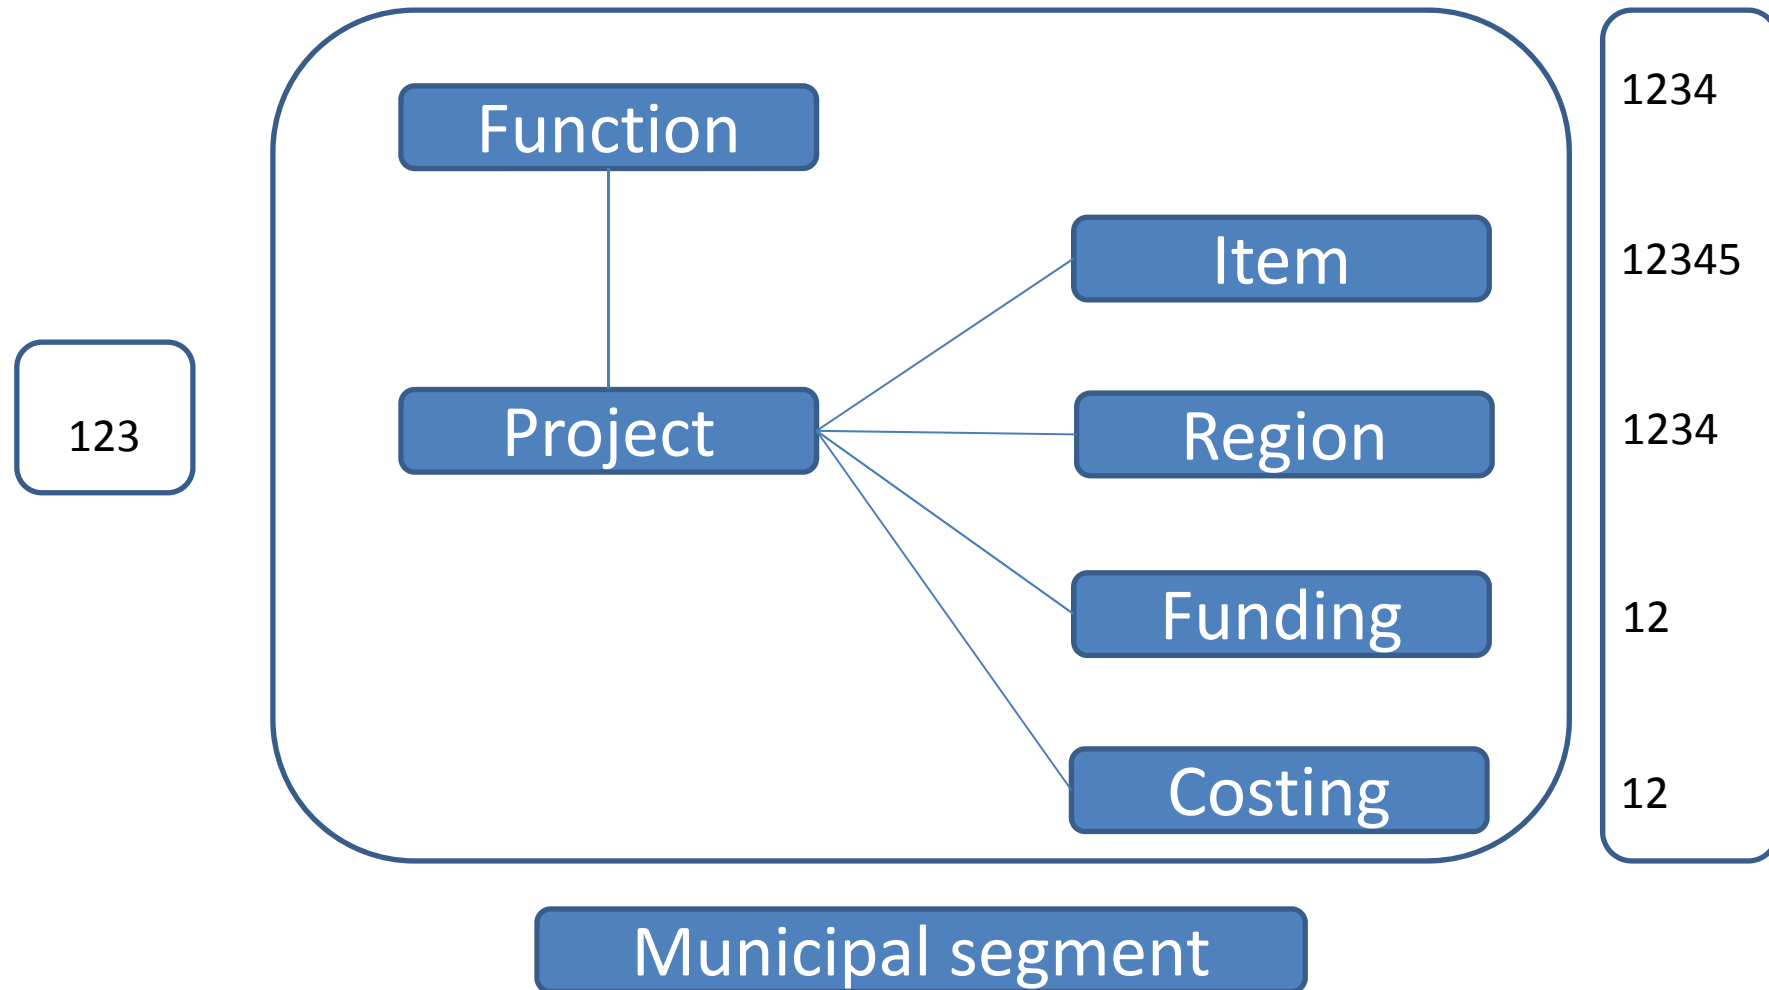 1234
Function
Item
12345
123
Project
Region
1234
Funding
12
Costing
12
Municipal segment